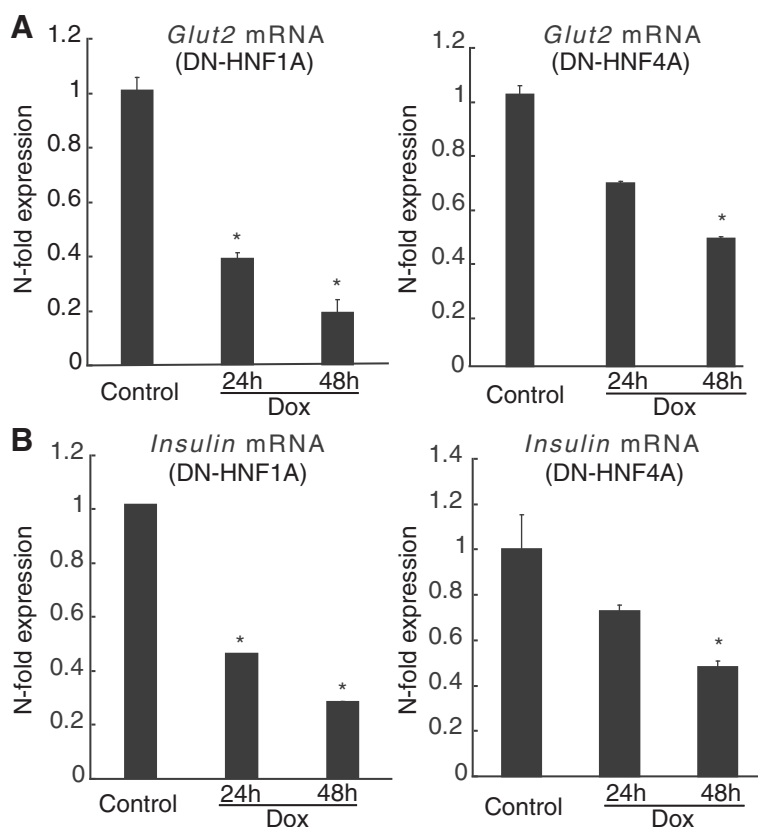 A
Glut2 mRNA
(DN-HNF1A)
N-fold expression
1.2
1
0.8
0.6
0.4
0.2
0
*
*
Control
24h
48h
Dox
Glut2 mRNA
(DN-HNF4A)
N-fold expression
1.2
1
0.8
0.6
0.4
0.2
0
*
Control
24h
48h
Dox
B
Insulin mRNA
(DN-HNF1A)
N-fold expression
1.2
1
0.8
0.6
0.4
0.2
0
*
*
Control
24h
48h
Dox
Insulin mRNA
(DN-HNF4A)
N-fold expression
1.4
1.2
1
0.8
0.6
0.4
0.2
0
*
Control
24h
48h
Dox